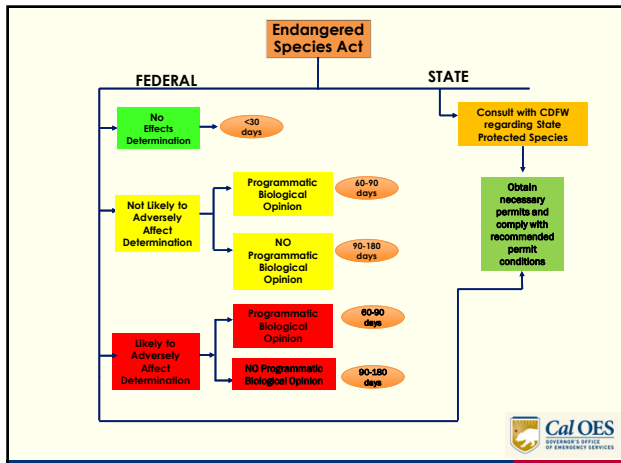 Endangered
Species Act
FEDERAL
STATE
No
Effects
Determination
<30
days
Consult with CDFW
regarding State
Protected Species
Not Likely to
Adversely
Affect
Determination
Programmatic
Biological
Opinion
60-90
days
NO
Programmatic
Biological
Opinion
90-180
days
Obtain
necessary
permits and
comply with
recommended
permit
conditions
Likely to
Adversely
Affect
Determination
Programmatic
Biological
Opinion
60-90
days
NO Programmatic
Biological Opinion
90-180
days
Cal OES
GOVERNOR'S OFFICE
OF EMERGENCY SERVICES